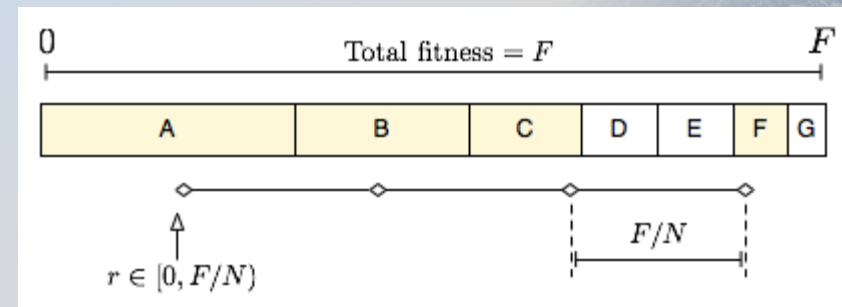 0 Total fitness = F F
A B C D E F G
F/N
r ∈ [0, F/N)